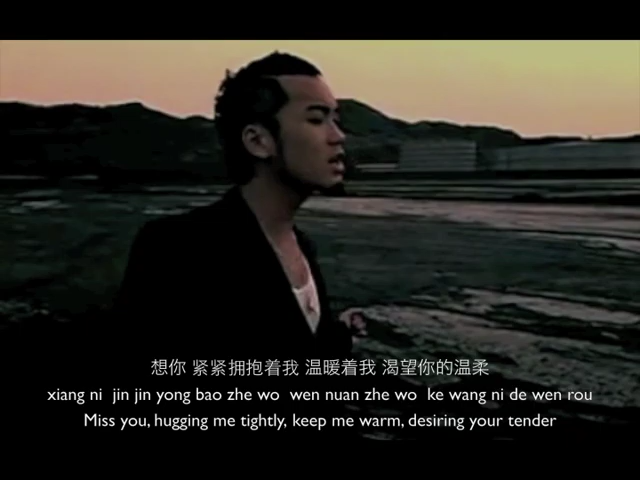 想你 紧紧拥抱着我 温暖着我 渴望你的温柔
xiang ni jin jin yong bao zhe wo wen nuan zhe wo ke wang ni de wen rou
Miss you, hugging me tightly, keep me warm, desiring your tender